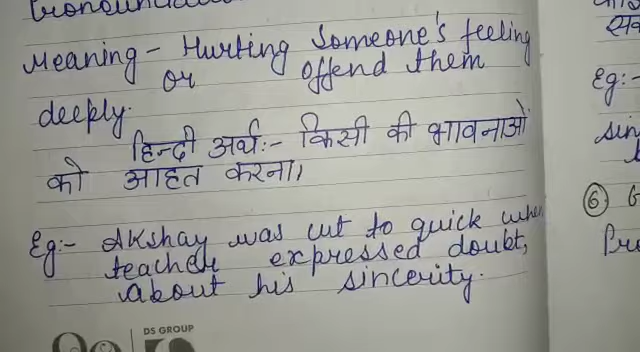 Meaning - Hurting Someone's feeling
or offend them
deeply.
हिन्दी अर्थ:- किसी की भावनाओं
को आहत करना,
Eg:- Akshay was cut to quick when
teacher expressed doubt,
about his sincerity.
DS GROUP
Eg:-
6